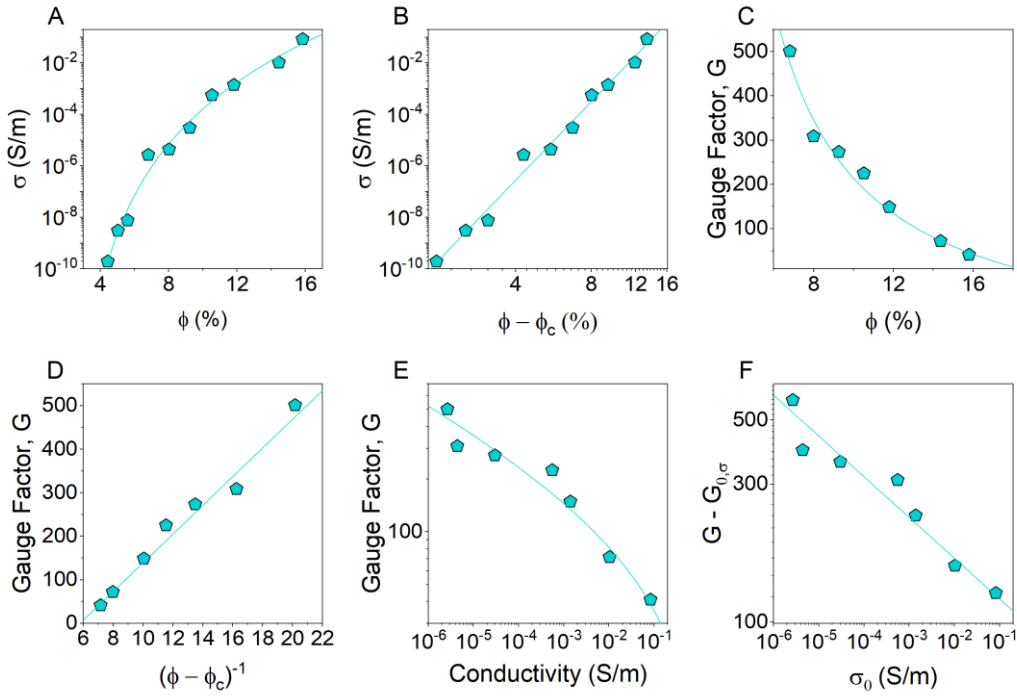 A
σ (S/m)
10⁻²
10⁻⁴
10⁻⁶
10⁻⁸
10⁻¹⁰
4 8 12 16
ϕ (%)
B
σ (S/m)
10⁻²
10⁻⁴
10⁻⁶
10⁻⁸
10⁻¹⁰
4 8 12 16
ϕ − ϕc (%)
C
Gauge Factor, G
500
400
300
200
100
8 12 16
ϕ (%)
D
Gauge Factor, G
500
400
300
200
100
0
6 8 10 12 14 16 18 20 22
(ϕ − ϕc)⁻¹
E
Gauge Factor, G
100
10⁻⁶ 10⁻⁵ 10⁻⁴ 10⁻³ 10⁻² 10⁻¹
Conductivity (S/m)
F
G - G0,σ
500
300
100
10⁻⁶ 10⁻⁵ 10⁻⁴ 10⁻³ 10⁻² 10⁻¹
σ0 (S/m)